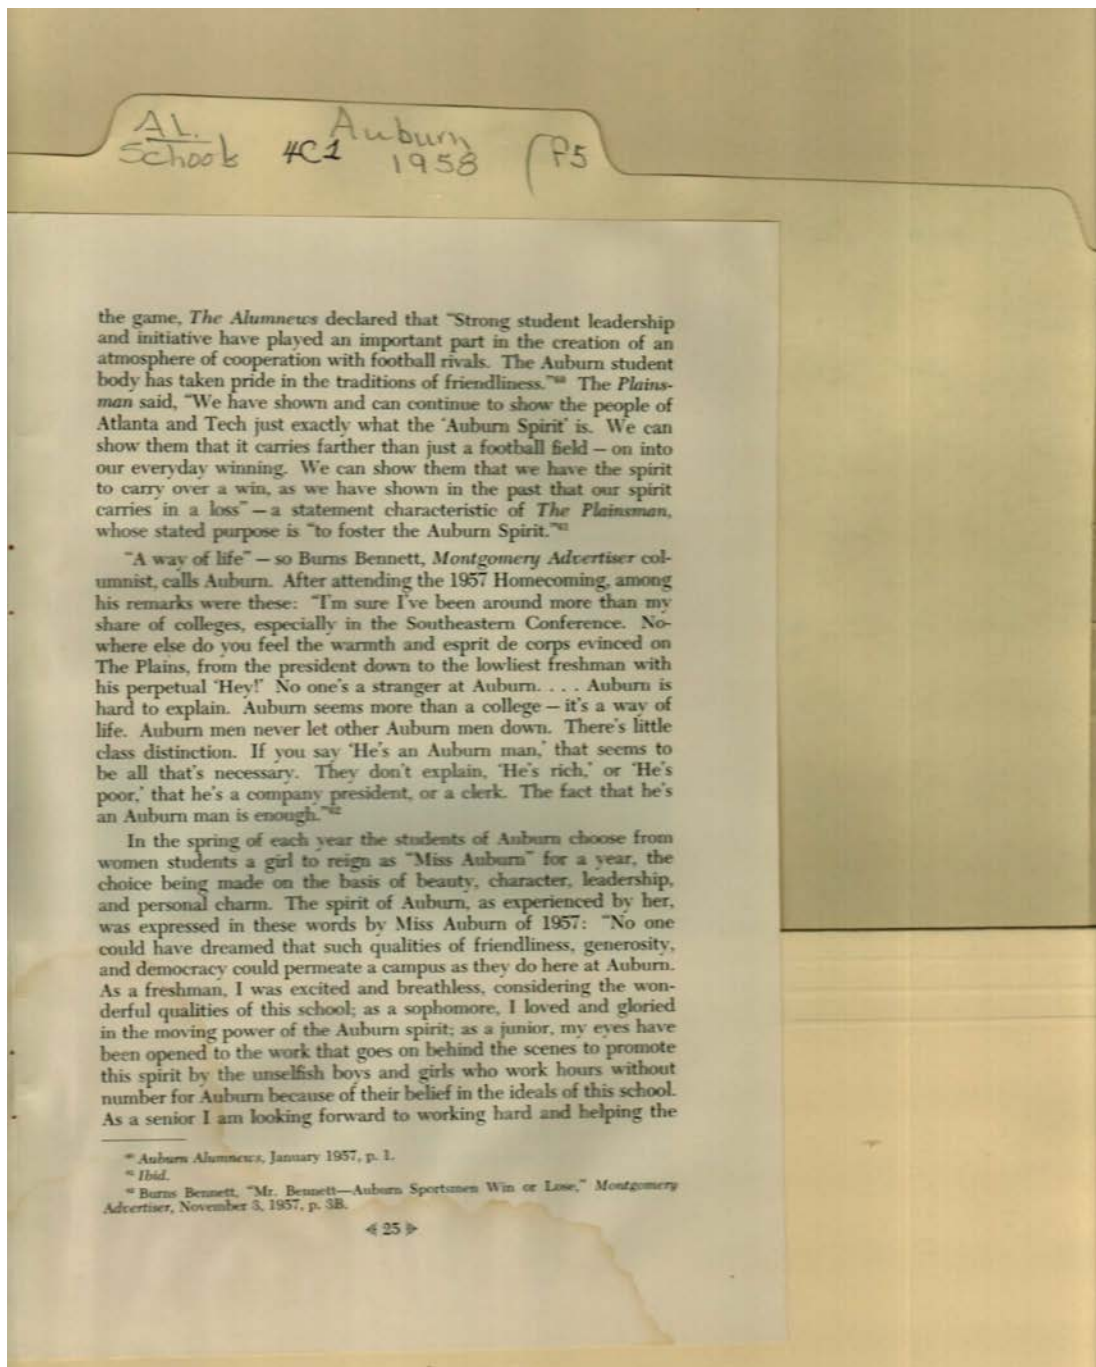 AL. Auburn
Schools 4C1 1958 (P5
the game, The Alumnews declared that "Strong student leadership
and initiative have played an important part in the creation of an
atmosphere of cooperation with football rivals. The Auburn student
body has taken pride in the traditions of friendliness."⁶⁰ The Plains-
man said, "We have shown and can continue to show the people of
Atlanta and Tech just exactly what the 'Auburn Spirit' is. We can
show them that it carries farther than just a football field – on into
our everyday winning. We can show them that we have the spirit
to carry over a win, as we have shown in the past that our spirit
carries in a loss" – a statement characteristic of The Plainsman,
whose stated purpose is "to foster the Auburn Spirit."⁶¹
"A way of life" – so Burns Bennett, Montgomery Advertiser col-
umnist, calls Auburn. After attending the 1957 Homecoming, among
his remarks were these: "I'm sure I've been around more than my
share of colleges, especially in the Southeastern Conference. No-
where else do you feel the warmth and esprit de corps evinced on
The Plains, from the president down to the lowliest freshman with
his perpetual 'Hey!' No one's a stranger at Auburn. . . . Auburn is
hard to explain. Auburn seems more than a college – it's a way of
life. Auburn men never let other Auburn men down. There's little
class distinction. If you say 'He's an Auburn man,' that seems to
be all that's necessary. They don't explain, 'He's rich,' or 'He's
poor,' that he's a company president, or a clerk. The fact that he's
an Auburn man is enough."⁶²
In the spring of each year the students of Auburn choose from
women students a girl to reign as "Miss Auburn" for a year, the
choice being made on the basis of beauty, character, leadership,
and personal charm. The spirit of Auburn, as experienced by her,
was expressed in these words by Miss Auburn of 1957: "No one
could have dreamed that such qualities of friendliness, generosity,
and democracy could permeate a campus as they do here at Auburn.
As a freshman, I was excited and breathless, considering the won-
derful qualities of this school; as a sophomore, I loved and gloried
in the moving power of the Auburn spirit; as a junior, my eyes have
been opened to the work that goes on behind the scenes to promote
this spirit by the unselfish boys and girls who work hours without
number for Auburn because of their belief in the ideals of this school.
As a senior I am looking forward to working hard and helping the
⁶⁰ Auburn Alumnews, January 1957, p. 1.
⁶¹ Ibid.
⁶² Burns Bennett, "Mr. Bennett—Auburn Sportsmen Win or Lose," Montgomery
Advertiser, November 3, 1957, p. 3B.
25